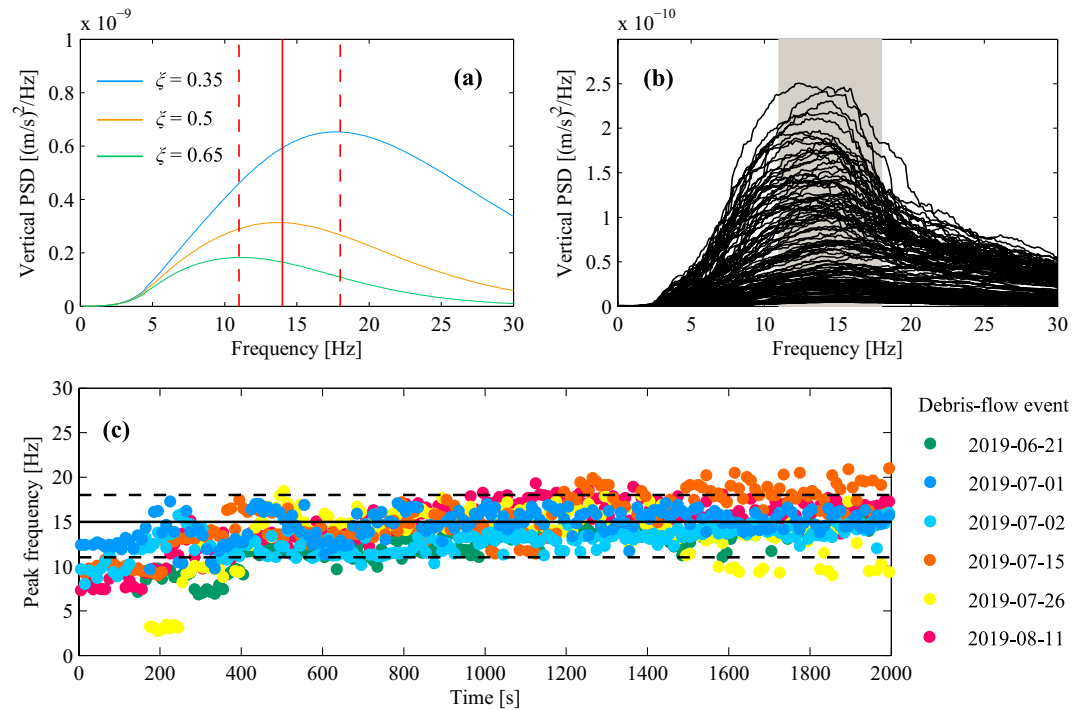 x 10⁻⁹
1
0.8
0.6
0.4
0.2
0
Vertical PSD [(m/s)²/Hz]
ξ = 0.35
ξ = 0.5
ξ = 0.65
(a)
0 5 10 15 20 25 30
Frequency [Hz]
x 10⁻¹⁰
3
2.5
2
1.5
1
0.5
0
Vertical PSD [(m/s)²/Hz]
(b)
0 5 10 15 20 25 30
Frequency [Hz]
30
25
20
15
10
5
0
Peak frequency [Hz]
(c)
0 200 400 600 800 1000 1200 1400 1600 1800 2000
Time [s]
Debris-flow event
2019-06-21
2019-07-01
2019-07-02
2019-07-15
2019-07-26
2019-08-11